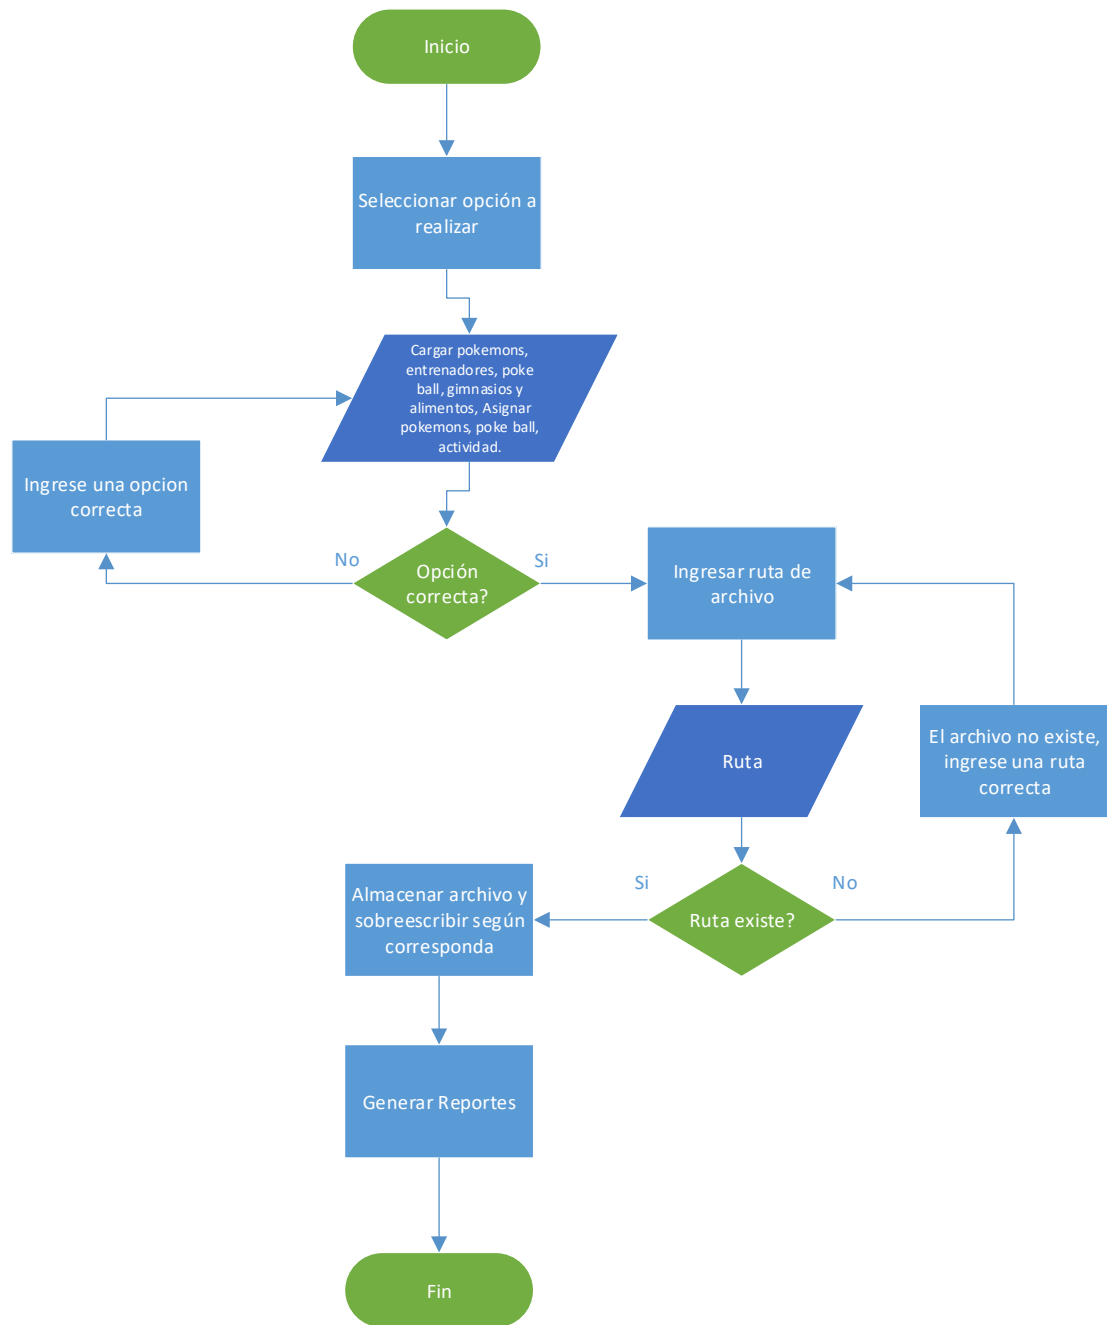 Inicio
Seleccionar opción a
realizar
Cargar pokemons,
entrenadores, poke
ball, gimnasios y
alimentos, Asignar
pokemons, poke ball,
actividad.
Ingrese una opcion
correcta
No
Opción
correcta?
Si
Ingresar ruta de
archivo
Ruta
El archivo no existe,
ingrese una ruta
correcta
Si
Ruta existe?
No
Almacenar archivo y
sobreescribir según
corresponda
Generar Reportes
Fin